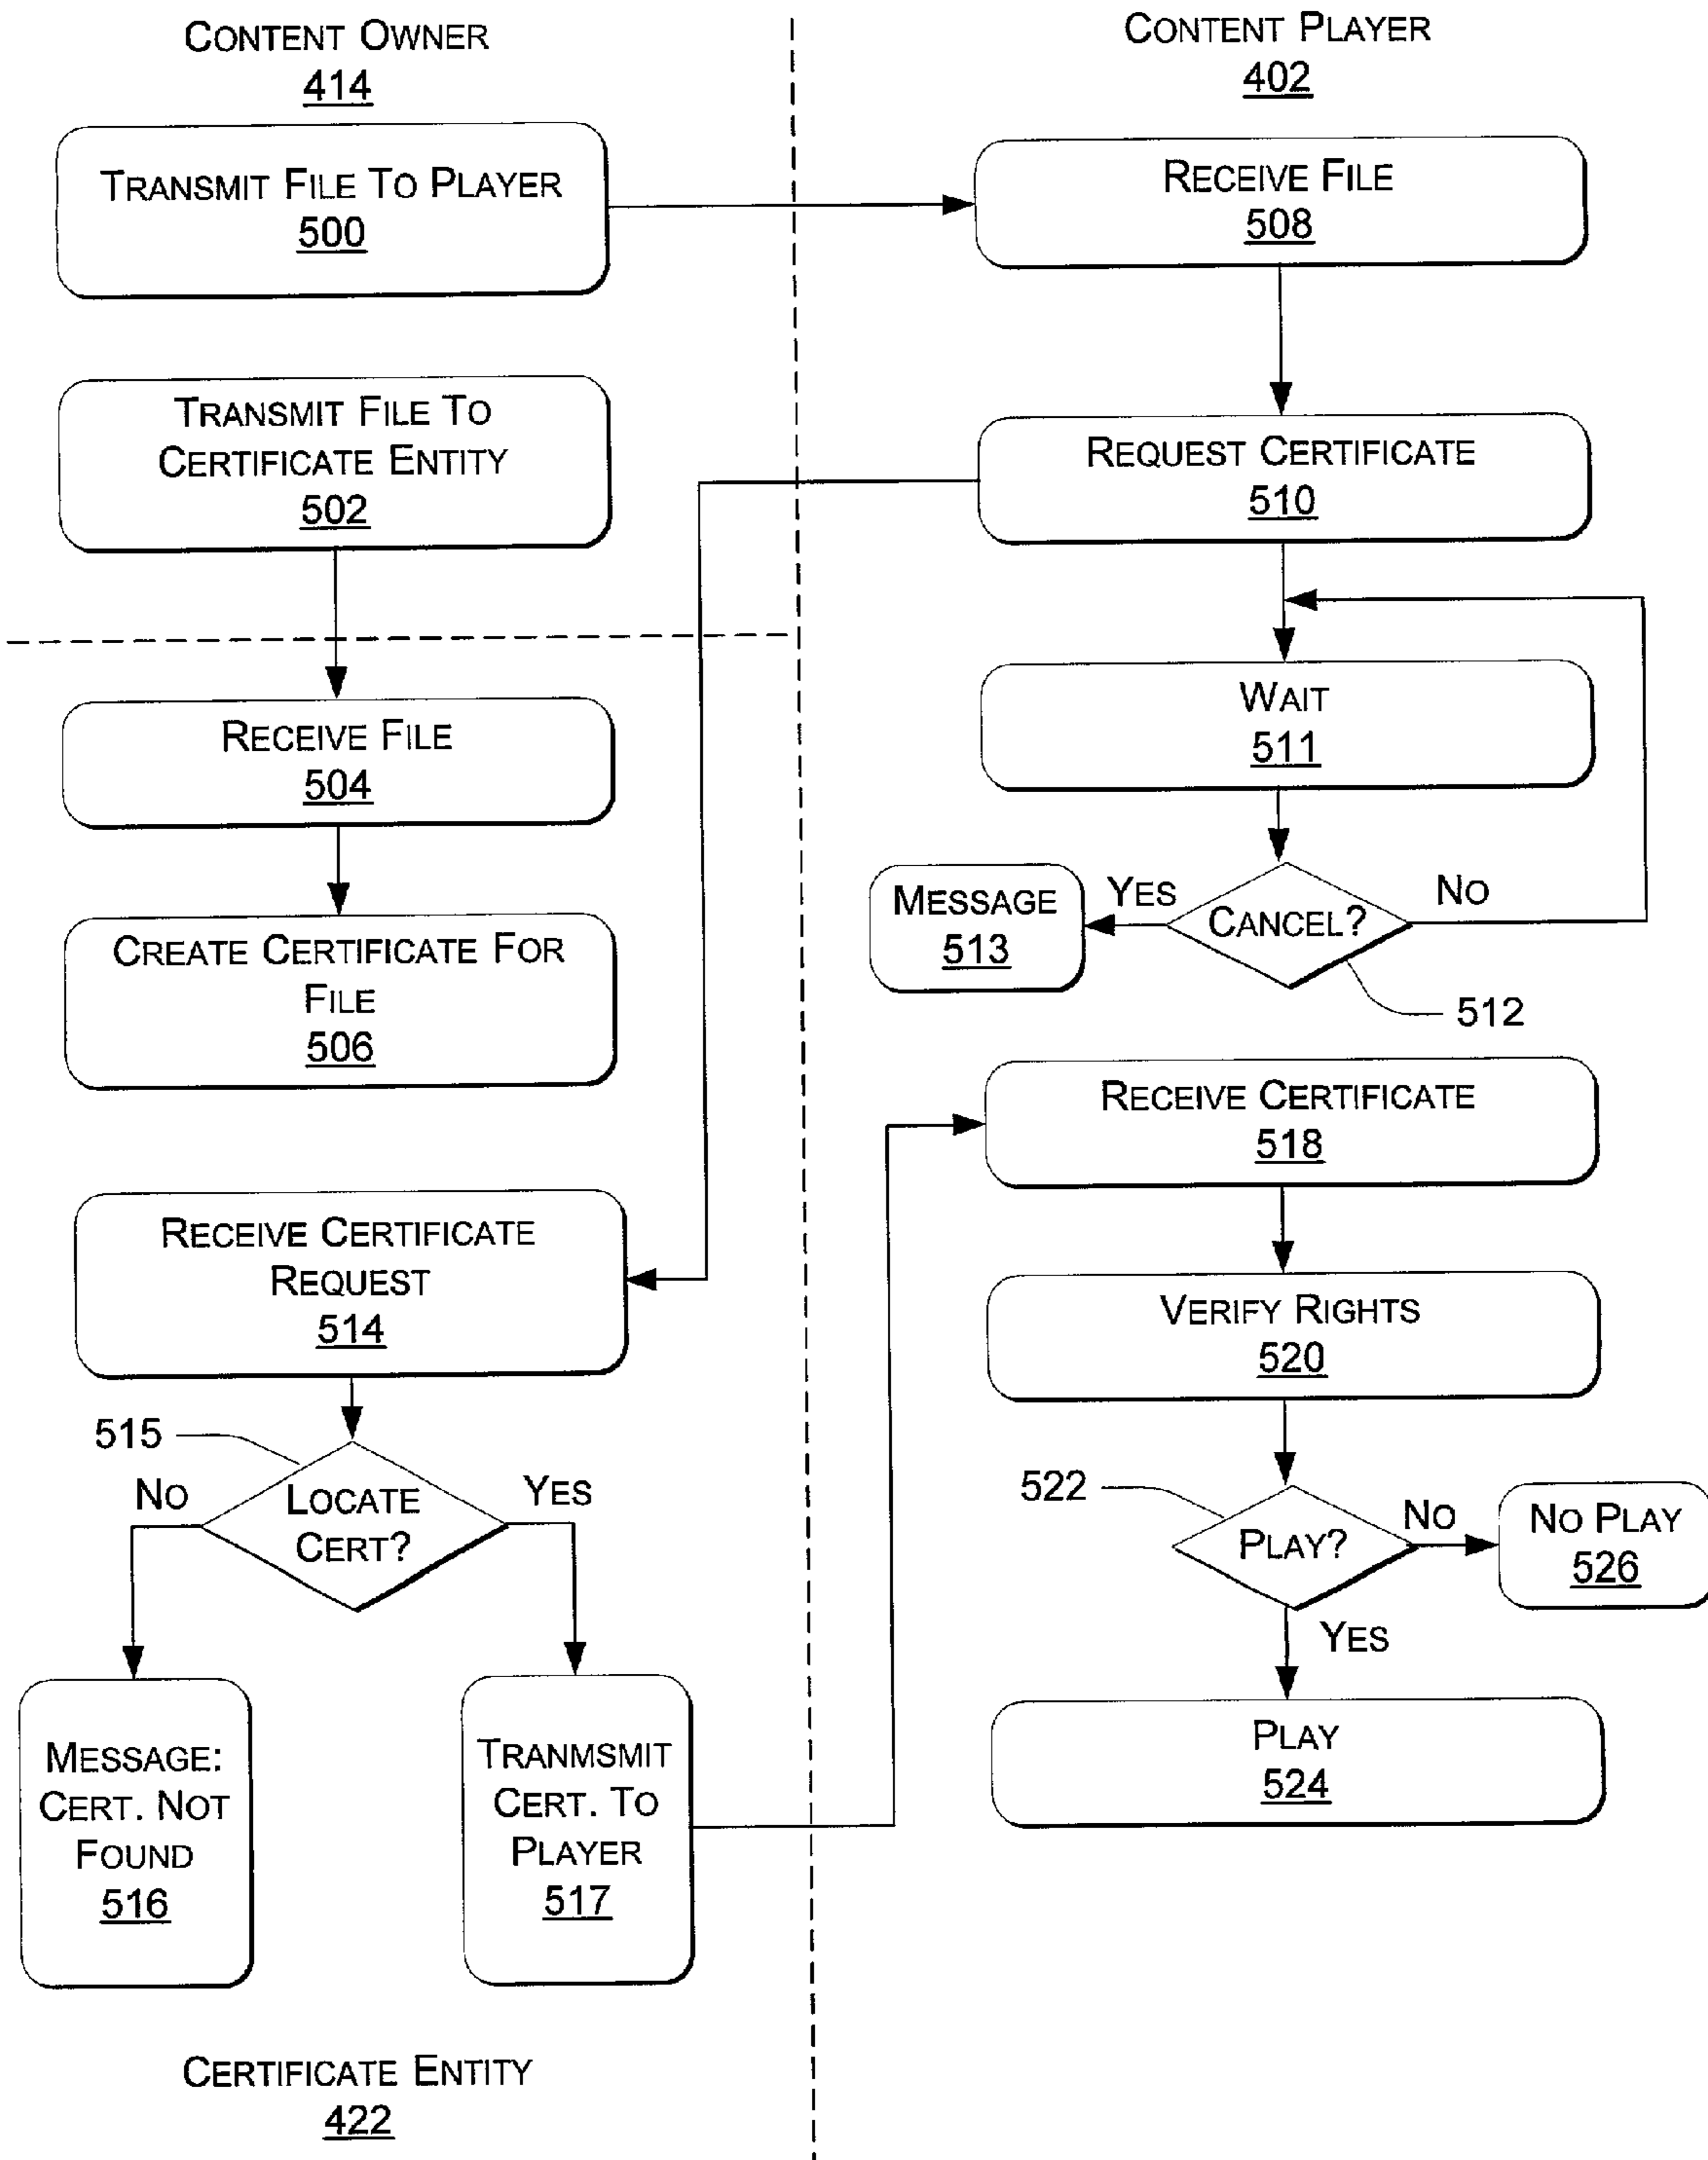 CONTENT OWNER
414
TRANSMIT FILE TO PLAYER
500
TRANSMIT FILE TO
CERTIFICATE ENTITY
502
RECEIVE FILE
504
CREATE CERTIFICATE FOR
FILE
506
RECEIVE CERTIFICATE
REQUEST
514
515
NO
LOCATE
CERT?
YES
MESSAGE:
CERT. NOT
FOUND
516
TRANMSMIT
CERT. TO
PLAYER
517
CERTIFICATE ENTITY
422
CONTENT PLAYER
402
RECEIVE FILE
508
REQUEST CERTIFICATE
510
WAIT
511
MESSAGE
513
YES
CANCEL?
NO
512
RECEIVE CERTIFICATE
518
VERIFY RIGHTS
520
522
PLAY?
NO
NO PLAY
526
YES
PLAY
524